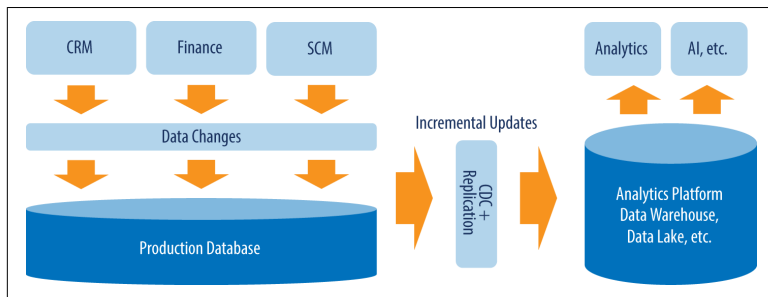 CRM
Finance
SCM
Data Changes
Production Database
Incremental Updates
CDC +
Replication
Analytics
AI, etc.
Analytics Platform
Data Warehouse,
Data Lake, etc.